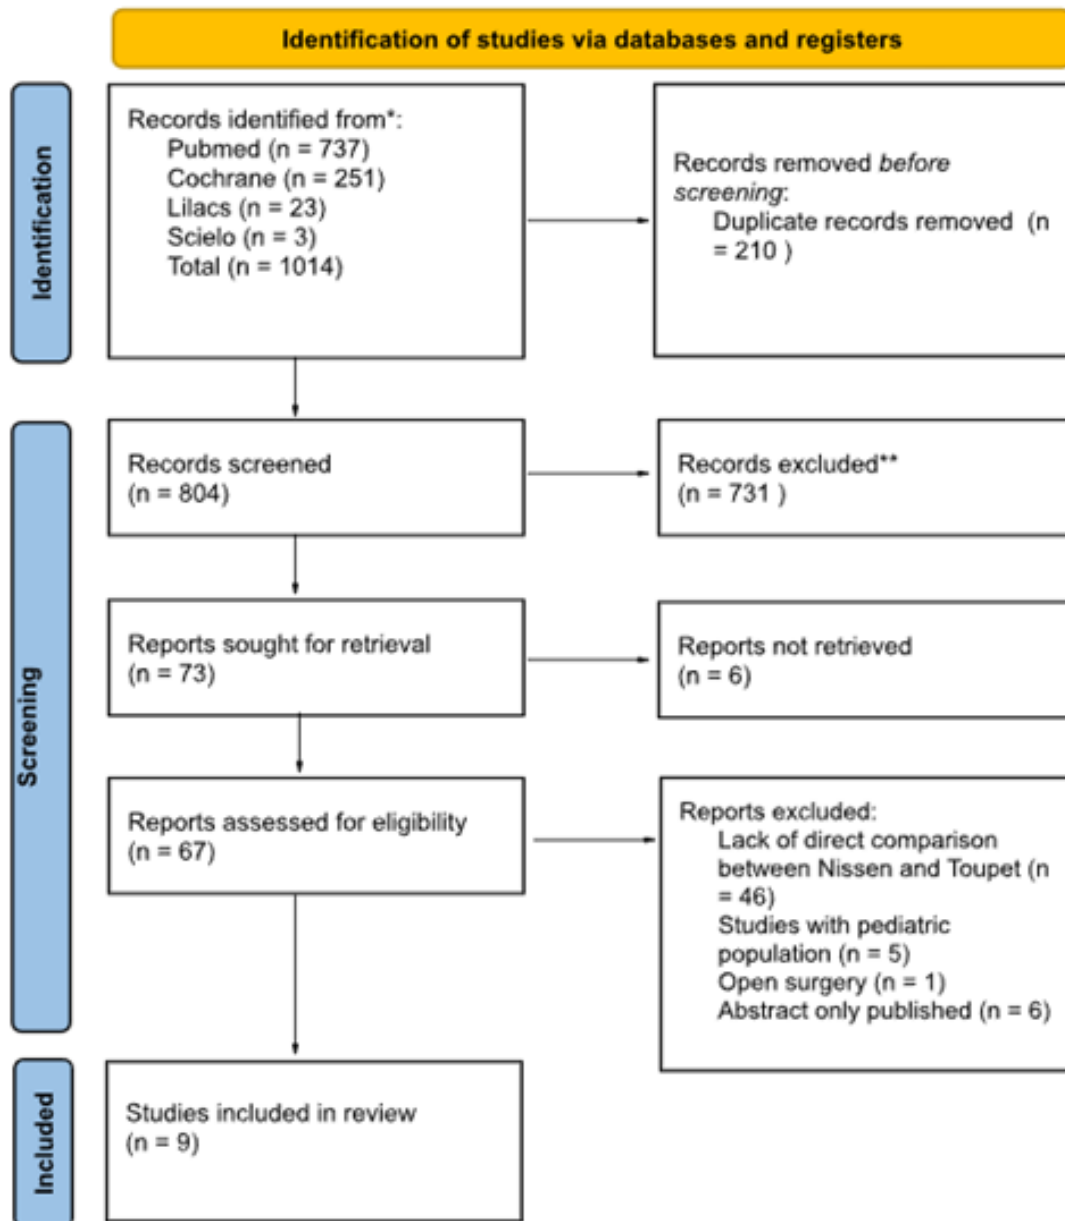 Identification of studies via databases and registers
Identification
Records identified from*:
Pubmed (n = 737)
Cochrane (n = 251)
Lilacs (n = 23)
Scielo (n = 3)
Total (n = 1014)
Records removed before
screening:
Duplicate records removed (n
= 210 )
Screening
Records screened
(n = 804)
Records excluded**
(n = 731 )
Reports sought for retrieval
(n = 73)
Reports not retrieved
(n = 6)
Reports assessed for eligibility
(n = 67)
Reports excluded:
Lack of direct comparison
between Nissen and Toupet (n
= 46)
Studies with pediatric
population (n = 5)
Open surgery (n = 1)
Abstract only published (n = 6)
Included
Studies included in review
(n = 9)